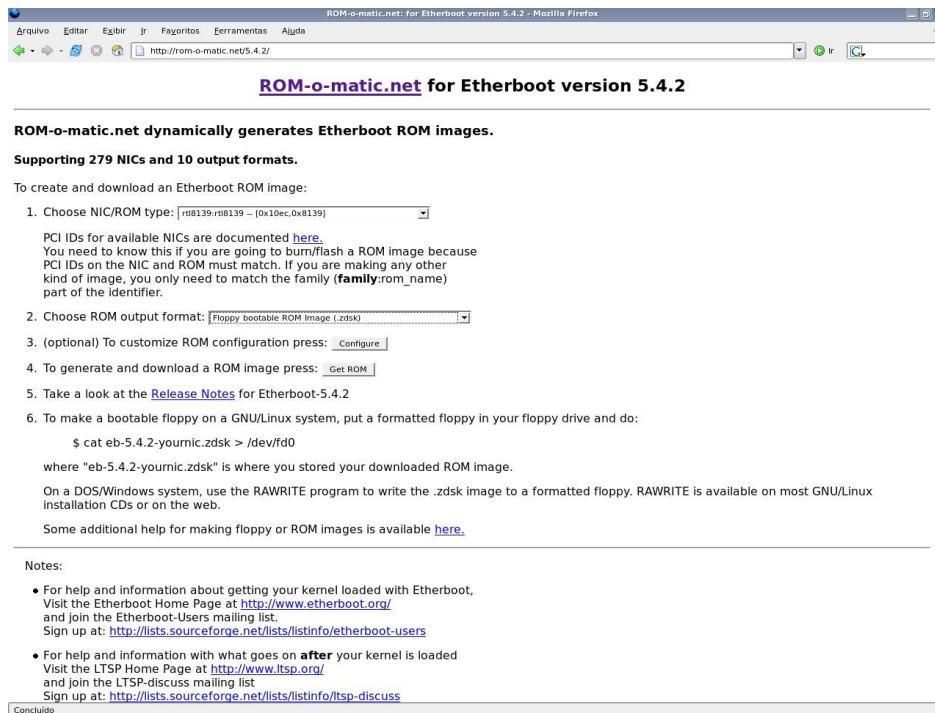 ROM-o-matic.net: for Etherboot version 5.4.2 - Mozilla Firefox
Arquivo Editar Exibir Ir Favoritos Ferramentas Ajuda
http://rom-o-matic.net/5.4.2/ Ir G
ROM-o-matic.net for Etherboot version 5.4.2
ROM-o-matic.net dynamically generates Etherboot ROM images.
Supporting 279 NICs and 10 output formats.
To create and download an Etherboot ROM image:
1. Choose NIC/ROM type: rtl8139:rtl8139 -- [0x10ec,0x8139]
PCI IDs for available NICs are documented here.
You need to know this if you are going to burn/flash a ROM image because
PCI IDs on the NIC and ROM must match. If you are making any other
kind of image, you only need to match the family (family:rom_name)
part of the identifier.
2. Choose ROM output format: Floppy bootable ROM Image (.zdsk)
3. (optional) To customize ROM configuration press: Configure
4. To generate and download a ROM image press: Get ROM
5. Take a look at the Release Notes for Etherboot-5.4.2
6. To make a bootable floppy on a GNU/Linux system, put a formatted floppy in your floppy drive and do:
$ cat eb-5.4.2-yournic.zdsk > /dev/fd0
where "eb-5.4.2-yournic.zdsk" is where you stored your downloaded ROM image.
On a DOS/Windows system, use the RAWRITE program to write the .zdsk image to a formatted floppy. RAWRITE is available on most GNU/Linux
installation CDs or on the web.
Some additional help for making floppy or ROM images is available here.
Notes:
• For help and information about getting your kernel loaded with Etherboot,
Visit the Etherboot Home Page at http://www.etherboot.org/
and join the Etherboot-Users mailing list.
Sign up at: http://lists.sourceforge.net/lists/listinfo/etherboot-users
• For help and information with what goes on after your kernel is loaded
Visit the LTSP Home Page at http://www.ltsp.org/
and join the LTSP-discuss mailing list
Sign up at: http://lists.sourceforge.net/lists/listinfo/ltsp-discuss
Concluído